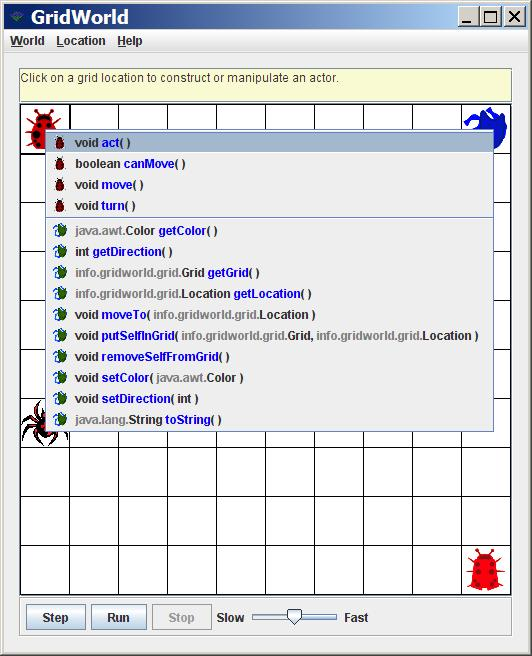 GridWorld
World Location Help
Click on a grid location to construct or manipulate an actor.
void act( )
boolean canMove( )
void move( )
void turn( )
java.awt.Color getColor( )
int getDirection( )
info.gridworld.grid.Grid getGrid( )
info.gridworld.grid.Location getLocation( )
void moveTo( info.gridworld.grid.Location )
void putSelfInGrid( info.gridworld.grid.Grid, info.gridworld.grid.Location )
void removeSelfFromGrid( )
void setColor( java.awt.Color )
void setDirection( int )
java.lang.String toString( )
Step Run Stop Slow Fast